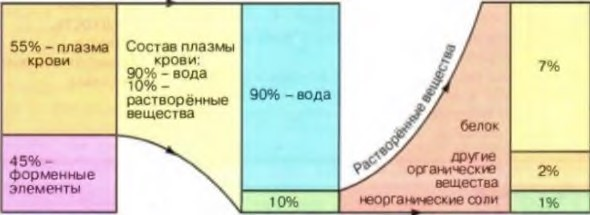 55% – плазма
крови
45% –
форменные
элементы
Состав плазмы
крови:
90% – вода
10% –
растворённые
вещества
90% – вода
10%
Растворённые вещества
белок
другие
органические
вещества
неорганические соли
7%
2%
1%